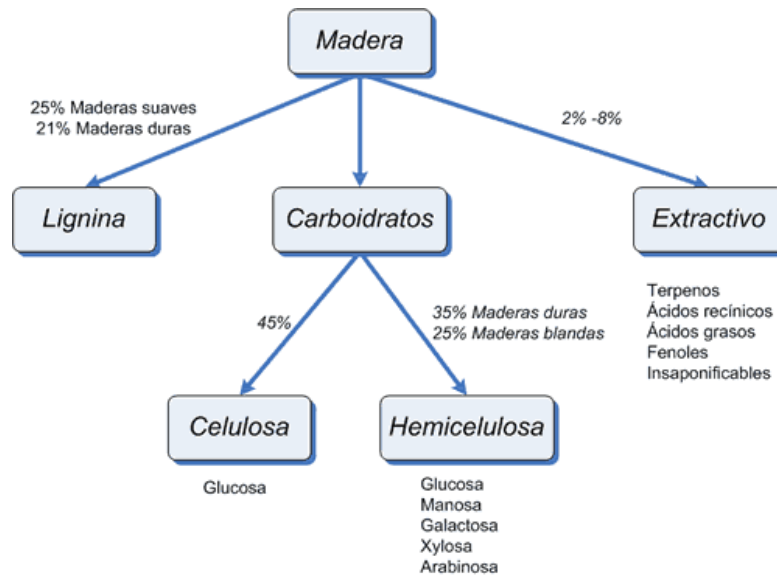 Madera
25% Maderas suaves
21% Maderas duras
2% -8%
Lignina
Carboidratos
Extractivo
Terpenos
Ácidos recínicos
Ácidos grasos
Fenoles
Insaponificables
45%
35% Maderas duras
25% Maderas blandas
Celulosa
Hemicelulosa
Glucosa
Glucosa
Manosa
Galactosa
Xylosa
Arabinosa